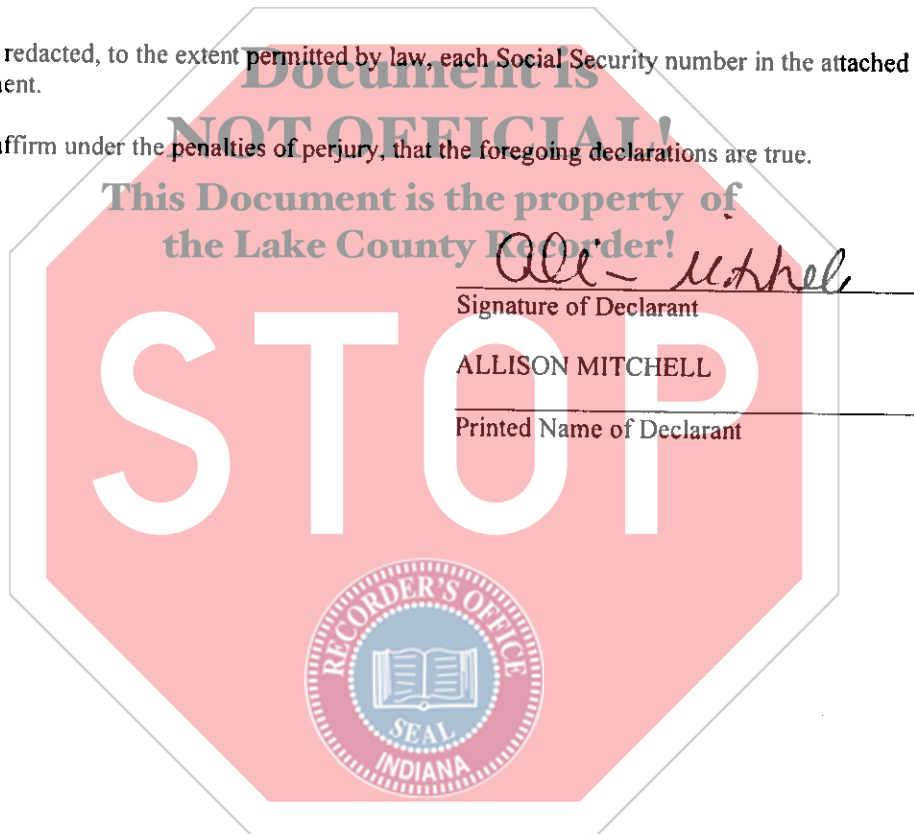 redacted, to the extent permitted by law, each Social Security number in the attached
ent.
Document is
ffirm under the penalties of perjury, that the foregoing declarations are true.
NOT OFFICIAL!
This Document is the property of
the Lake County Recorder!
Signature of Declarant
ALLISON MITCHELL
Printed Name of Declarant
STOP
RECORDER'S OFFICE
SEAL
INDIANA